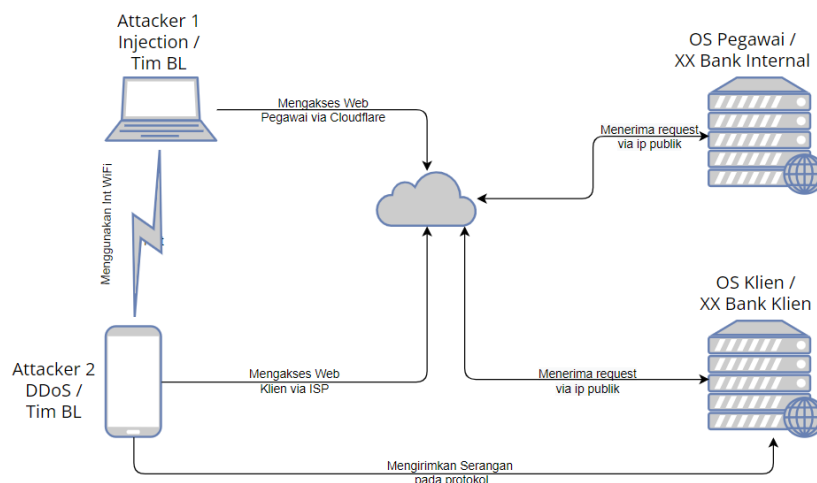 Attacker 1
Injection /
Tim BL
OS Pegawai /
XX Bank Internal
Mengakses Web
Pegawai via Cloudflare
Menerima request
via ip publik
Menggunakan Int WiFi
OS Klien /
XX Bank Klien
Attacker 2
DDoS /
Tim BL
Mengakses Web
Klien via ISP
Menerima request
via ip publik
Mengirimkan Serangan
pada protokol